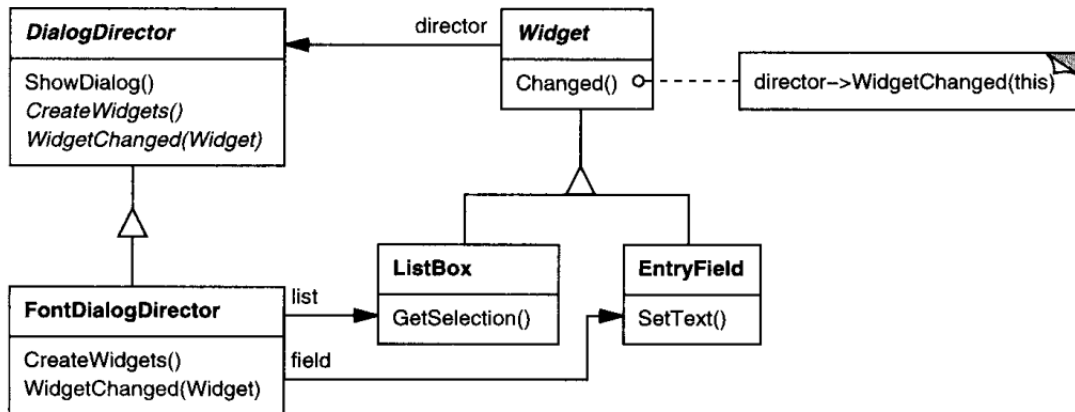 DialogDirector
ShowDialog()
CreateWidgets()
WidgetChanged(Widget)
director
Widget
Changed()
director->WidgetChanged(this)
ListBox
GetSelection()
EntryField
SetText()
FontDialogDirector
CreateWidgets()
WidgetChanged(Widget)
list
field